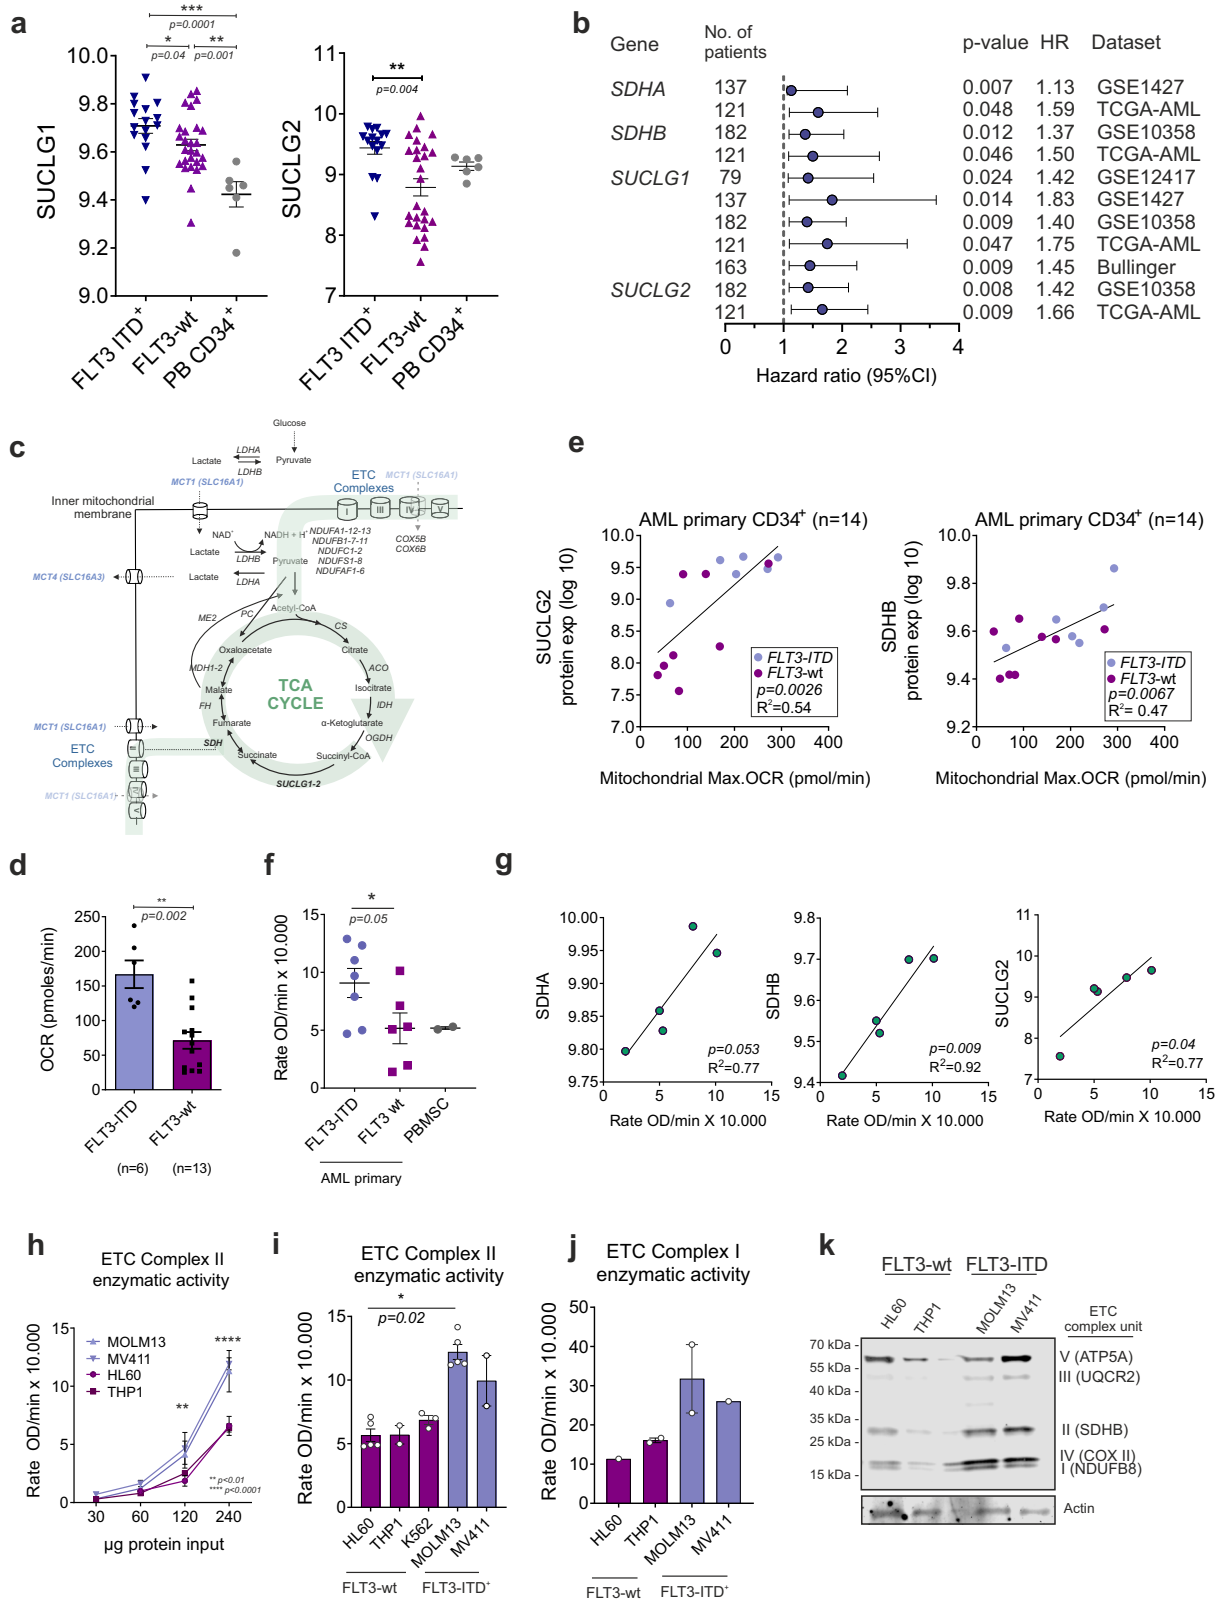 a
***
p=0.0001
*
**
p=0.04
p=0.001
SUCLG1
10.0
9.8
9.6
9.4
9.2
9.0
FLT3 ITD+
FLT3-wt
PB CD34+
**
p=0.004
SUCLG2
11
10
9
8
7
FLT3 ITD+
FLT3-wt
PB CD34+
b
Gene
No. of
patients
p-value HR Dataset
SDHA 137 0.007 1.13 GSE1427
121 0.048 1.59 TCGA-AML
SDHB 182 0.012 1.37 GSE10358
121 0.046 1.50 TCGA-AML
SUCLG1 79 0.024 1.42 GSE12417
137 0.014 1.83 GSE1427
182 0.009 1.40 GSE10358
121 0.047 1.75 TCGA-AML
163 0.009 1.45 Bullinger
SUCLG2 182 0.008 1.42 GSE10358
121 0.009 1.66 TCGA-AML
0 1 2 3 4
Hazard ratio (95%CI)
c
Glucose
LDHA
Lactate
Pyruvate
LDHB
MCT1 (SLC16A1)
ETC
Complexes
MCT1 (SLC16A1)
Inner mitochondrial
membrane
I III IV V
NAD+
NADH + H+
Lactate
LDHB
Pyruvate
NDUFA1-12-13
NDUFB1-7-11
NDUFC1-2
NDUFS1-8
NDUFAF1-6
COX5B
COX6B
MCT4 (SLC16A3)
Lactate
LDHA
Acetyl-CoA
ME2
PC
CS
Oxaloacetate
Citrate
MDH1-2
ACO
Malate
TCA
CYCLE
Isocitrate
FH
IDH
MCT1 (SLC16A1)
Fumarate
α-Ketoglutarate
SDH
OGDH
ETC
Complexes
II
Succinate
Succinyl-CoA
III
SUCLG1-2
MCT1 (SLC16A1)
IV
V
e
AML primary CD34+ (n=14)
SUCLG2
protein exp (log 10)
10.0
9.5
9.0
8.5
8.0
7.5
7.0
FLT3-ITD
FLT3-wt
p=0.0026
R2=0.54
0 100 200 300 400
Mitochondrial Max.OCR (pmol/min)
AML primary CD34+ (n=14)
SDHB
protein exp (log 10)
10.0
9.8
9.6
9.4
9.2
FLT3-ITD
FLT3-wt
p=0.0067
R2= 0.47
0 100 200 300 400
Mitochondrial Max.OCR (pmol/min)
d
**
p=0.002
OCR (pmoles/min)
250
200
150
100
50
0
FLT3-ITD
FLT3-wt
(n=6) (n=13)
f
*
p=0.05
Rate OD/min x 10.000
15
10
5
0
FLT3-ITD
FLT3 wt
PBMSC
AML primary
g
SDHA
10.00
9.95
9.90
9.85
9.80
9.75
p=0.053
R2=0.77
0 5 10 15
Rate OD/min X 10.000
SDHB
9.8
9.7
9.6
9.5
9.4
p=0.009
R2=0.92
0 5 10 15
Rate OD/min X 10.000
SUCLG2
11
10
9
8
7
p=0.04
R2=0.77
0 5 10 15
Rate OD/min X 10.000
h
ETC Complex II
enzymatic activity
Rate OD/min x 10.000
15
10
5
0
MOLM13
MV411
HL60
THP1
**
****
** p<0.01
**** p<0.0001
30 60 120 240
µg protein input
i
ETC Complex II
enzymatic activity
*
p=0.02
Rate OD/min x 10.000
15
10
5
0
HL60
THP1
K562
MOLM13
MV411
FLT3-wt FLT3-ITD+
j
ETC Complex I
enzymatic activity
Rate OD/min x 10.000
50
40
30
20
10
0
HL60
THP1
MOLM13
MV411
FLT3-wt FLT3-ITD+
k
FLT3-wt FLT3-ITD
HL60
THP1
MOLM13
MV411
ETC
complex unit
70 kDa -
55 kDa -
40 kDa -
35 kDa -
25 kDa -
15 kDa -
V (ATP5A)
III (UQCR2)
II (SDHB)
IV (COX II)
I (NDUFB8)
Actin